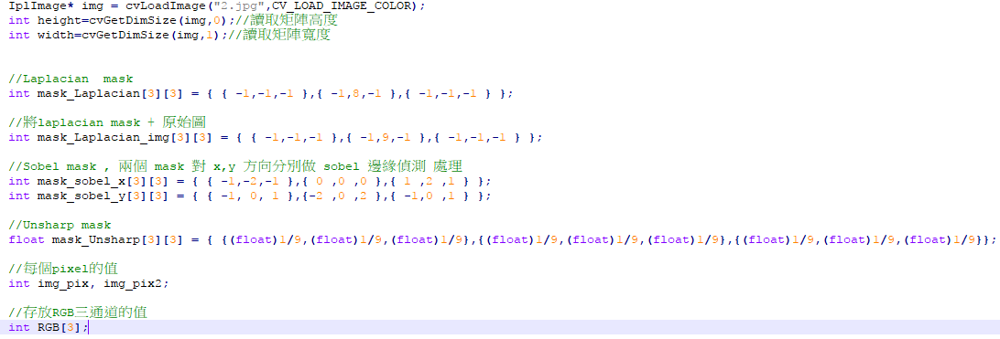 IplImage* img = cvLoadImage("2.jpg",CV_LOAD_IMAGE_COLOR);
int height=cvGetDimSize(img,0);//讀取矩陣高度
int width=cvGetDimSize(img,1);//讀取矩陣寬度
//Laplacian  mask
int mask_Laplacian[3][3] = { { -1,-1,-1 },{ -1,8,-1 },{ -1,-1,-1 } };
//將laplacian mask + 原始圖
int mask_Laplacian_img[3][3] = { { -1,-1,-1 },{ -1,9,-1 },{ -1,-1,-1 } };
//Sobel mask , 兩個 mask 對 x,y 方向分別做 sobel 邊緣偵測 處理
int mask_sobel_x[3][3] = { { -1,-2,-1 },{ 0 ,0 ,0 },{ 1 ,2 ,1 } };
int mask_sobel_y[3][3] = { { -1, 0, 1 },{-2 ,0 ,2 },{ -1,0 ,1 } };
//Unsharp mask
float mask_Unsharp[3][3] = { {(float)1/9,(float)1/9,(float)1/9},{(float)1/9,(float)1/9,(float)1/9},{(float)1/9,(float)1/9,(float)1/9}};
//每個pixel的值
int img_pix, img_pix2;
//存放RGB三通道的值
int RGB[3];